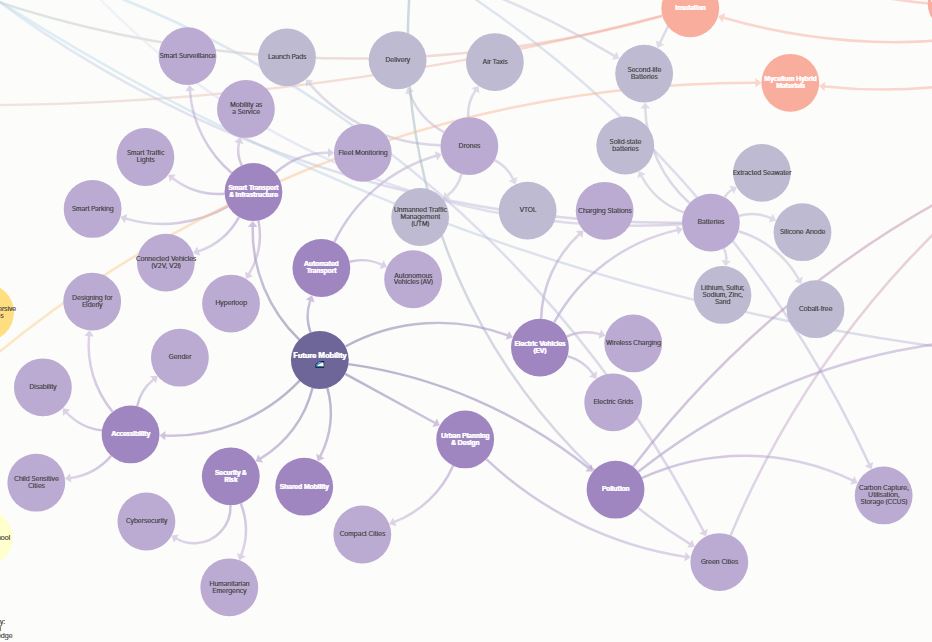 Insulation
Smart Surveillance
Launch Pads
Delivery
Air Taxis
Second-life
Batteries
Mycelium Hybrid
Materials
Mobility as
a Service
Smart Traffic
Lights
Fleet Monitoring
Drones
Solid-state
batteries
Extracted Seawater
Smart Transport
& Infrastructure
Smart Parking
Unmanned Traffic
Management
(UTM)
VTOL
Charging Stations
Batteries
Silicone Anode
Connected Vehicles
(V2V, V2I)
Automated
Transport
Autonomous
Vehicles (AV)
Designing for
Elderly
Hyperloop
Lithium, Sulfur,
Sodium, Zinc,
Sand
Cobalt-free
Gender
Future Mobility
Electric Vehicles
(EV)
Wireless Charging
Disability
Electric Grids
Accessibility
Urban Planning
& Design
Child Sensitive
Cities
Security &
Risk
Shared Mobility
Pollution
Carbon Capture,
Utilisation,
Storage (CCUS)
Cybersecurity
Compact Cities
Green Cities
Humanitarian
Emergency